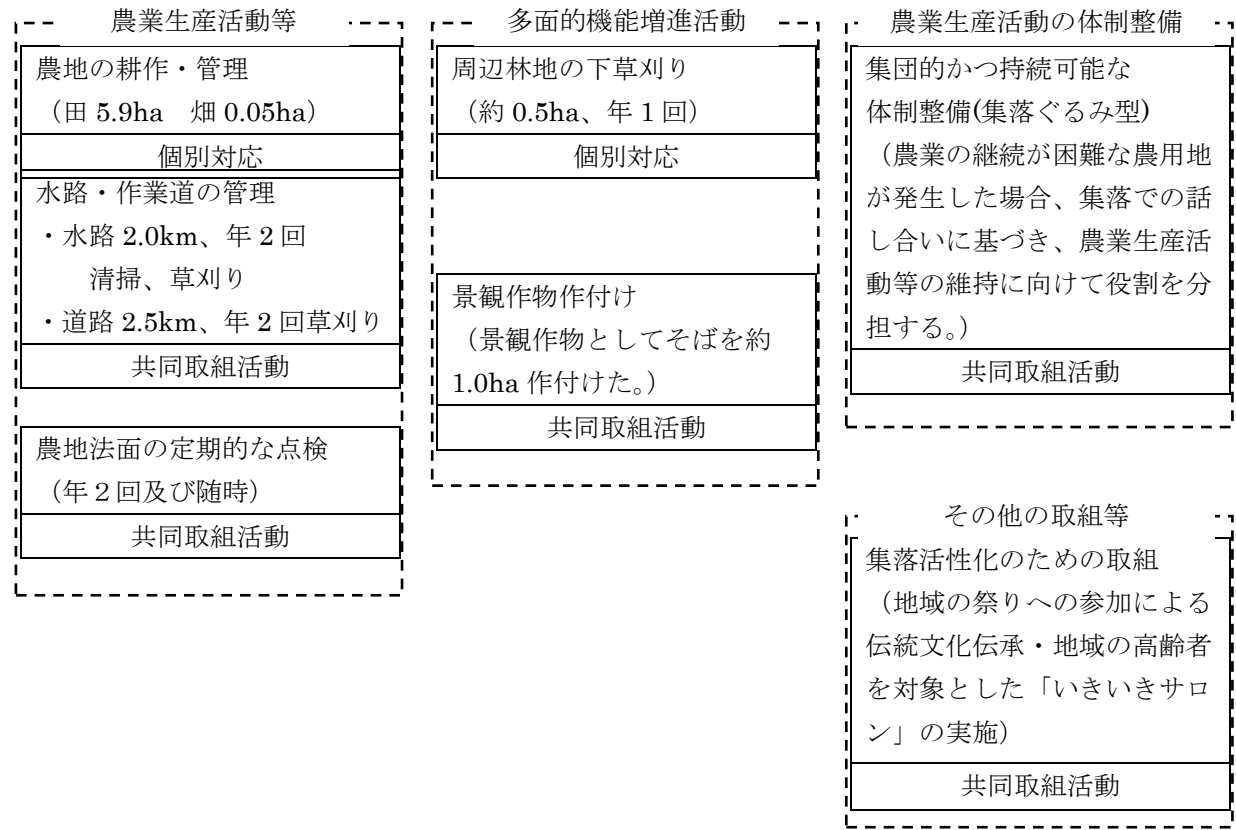 農業生産活動等
農地の耕作・管理
（田 5.9ha　畑 0.05ha）
個別対応
水路・作業道の管理
・水路 2.0km、年 2 回
清掃、草刈り
・道路 2.5km、年 2 回草刈り
共同取組活動
農地法面の定期的な点検
（年２回及び随時）
共同取組活動
多面的機能増進活動
周辺林地の下草刈り
（約 0.5ha、年 1 回）
個別対応
景観作物作付け
（景観作物としてそばを約
1.0ha 作付けた。）
共同取組活動
農業生産活動の体制整備
集団的かつ持続可能な
体制整備(集落ぐるみ型)
（農業の継続が困難な農用地
が発生した場合、集落での話
し合いに基づき、農業生産活
動等の維持に向けて役割を分
担する。）
共同取組活動
その他の取組等
集落活性化のための取組
（地域の祭りへの参加による
伝統文化伝承・地域の高齢者
を対象とした「いきいきサロ
ン」の実施）
共同取組活動